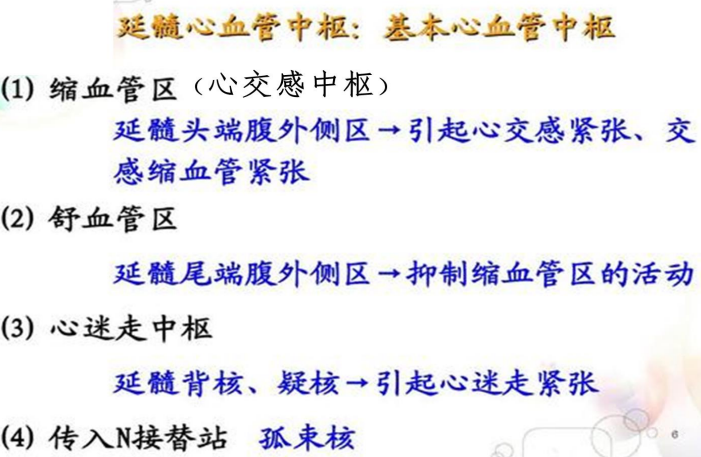 延髓心血管中枢：基本心血管中枢
(1) 缩血管区（心交感中枢）
延髓头端腹外侧区→引起心交感紧张、交
感缩血管紧张
(2) 舒血管区
延髓尾端腹外侧区→抑制缩血管区的活动
(3) 心迷走中枢
延髓背核、疑核→引起心迷走紧张
(4) 传入N接替站 孤束核
6